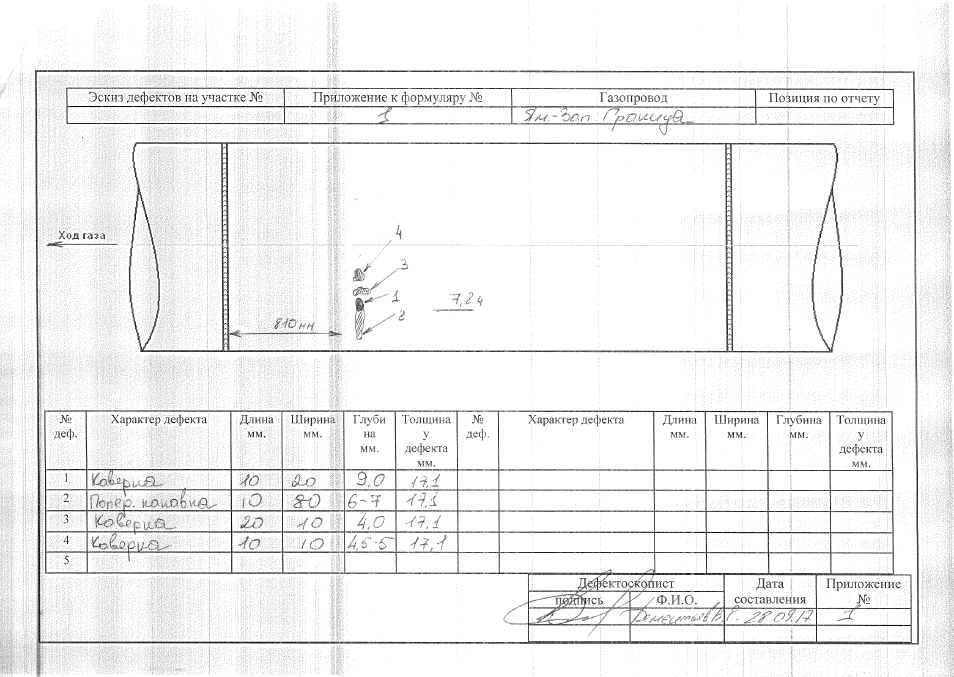 Эскиз дефектов на участке № Приложение к формуляру № Газопровод Позиция по отчету
1 Ям.-Зап. Граница
Ход газа
4
3
1 7,24
2
810 мм
№ деф. Характер дефекта Длина мм. Ширина мм. Глуби на мм. Толщина у дефекта мм. № деф. Характер дефекта Длина мм. Ширина мм. Глубина мм. Толщина у дефекта мм.
1 Каверна 10 20 9,0 17,1
2 Попер. канавка 10 80 6-7 17,1
3 Каверна 20 10 4,0 17,1
4 Каверна 10 10 4,5-5 17,1
5
Дефектоскопист Дата составления Приложение №
подпись Ф.И.О.
28.09.17 1